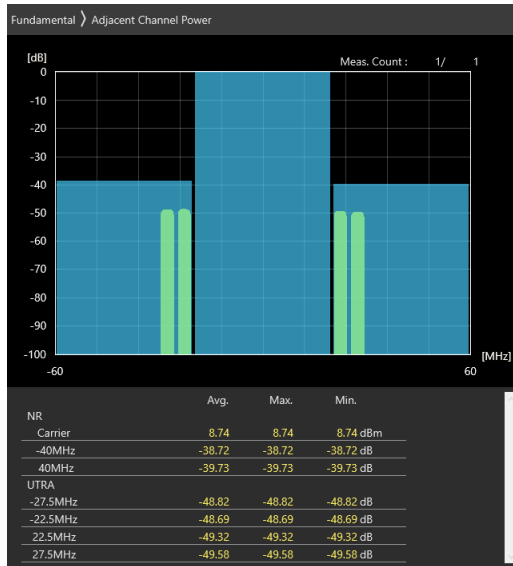 Fundamental 〉 Adjacent Channel Power
[dB]
Meas. Count : 1/ 1
0
-10
-20
-30
-40
-50
-60
-70
-80
-90
-100
[MHz]
-60 60
Avg. Max. Min.
NR
Carrier 8.74 8.74 8.74 dBm
-40MHz -38.72 -38.72 -38.72 dB
40MHz -39.73 -39.73 -39.73 dB
UTRA
-27.5MHz -48.82 -48.82 -48.82 dB
-22.5MHz -48.69 -48.69 -48.69 dB
22.5MHz -49.32 -49.32 -49.32 dB
27.5MHz -49.58 -49.58 -49.58 dB